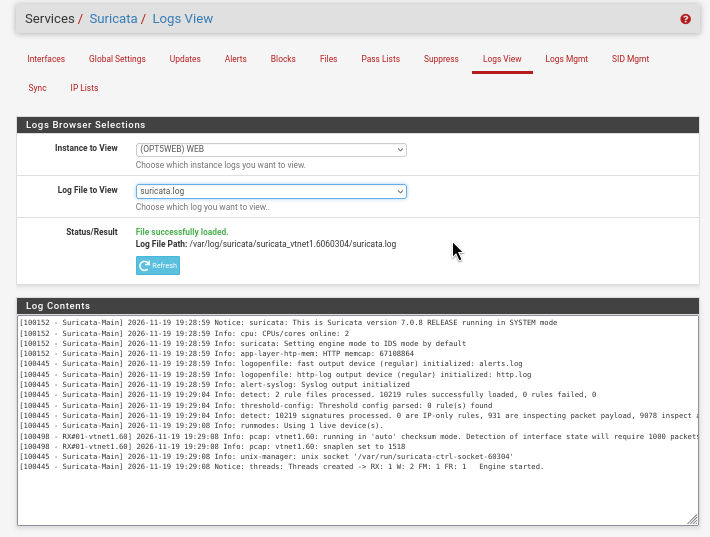 Services / Suricata / Logs View
Interfaces Global Settings Updates Alerts Blocks Files Pass Lists Suppress Logs View Logs Mgmt SID Mgmt
Sync IP Lists
Logs Browser Selections
Instance to View (OPT5WEB) WEB
Choose which instance logs you want to view.
Log File to View suricata.log
Choose which log you want to view..
Status/Result File successfully loaded.
Log File Path: /var/log/suricata/suricata_vtnet1.6060304/suricata.log
Refresh
Log Contents
[100152 - Suricata-Main] 2026-11-19 19:28:59 Notice: suricata: This is Suricata version 7.0.8 RELEASE running in SYSTEM mode
[100152 - Suricata-Main] 2026-11-19 19:28:59 Info: cpu: CPUs/cores online: 2
[100152 - Suricata-Main] 2026-11-19 19:28:59 Info: suricata: Setting engine mode to IDS mode by default
[100152 - Suricata-Main] 2026-11-19 19:28:59 Info: app-layer-htp-mem: HTTP memcap: 67108864
[100445 - Suricata-Main] 2026-11-19 19:28:59 Info: logopenfile: fast output device (regular) initialized: alerts.log
[100445 - Suricata-Main] 2026-11-19 19:28:59 Info: logopenfile: http-log output device (regular) initialized: http.log
[100445 - Suricata-Main] 2026-11-19 19:28:59 Info: alert-syslog: Syslog output initialized
[100445 - Suricata-Main] 2026-11-19 19:29:04 Info: detect: 2 rule files processed. 10219 rules successfully loaded, 0 rules failed, 0
[100445 - Suricata-Main] 2026-11-19 19:29:04 Info: threshold-config: Threshold config parsed: 0 rule(s) found
[100445 - Suricata-Main] 2026-11-19 19:29:04 Info: detect: 10219 signatures processed. 0 are IP-only rules, 931 are inspecting packet payload, 9078 inspect a
[100445 - Suricata-Main] 2026-11-19 19:29:08 Info: runmodes: Using 1 live device(s).
[100498 - RX#01-vtnet1.60] 2026-11-19 19:29:08 Info: pcap: vtnet1.60: running in 'auto' checksum mode. Detection of interface state will require 1000 packets
[100498 - RX#01-vtnet1.60] 2026-11-19 19:29:08 Info: pcap: vtnet1.60: snaplen set to 1518
[100445 - Suricata-Main] 2026-11-19 19:29:08 Info: unix-manager: unix socket '/var/run/suricata-ctrl-socket-60304'
[100445 - Suricata-Main] 2026-11-19 19:29:08 Notice: threads: Threads created -> RX: 1 W: 2 FM: 1 FR: 1   Engine started.